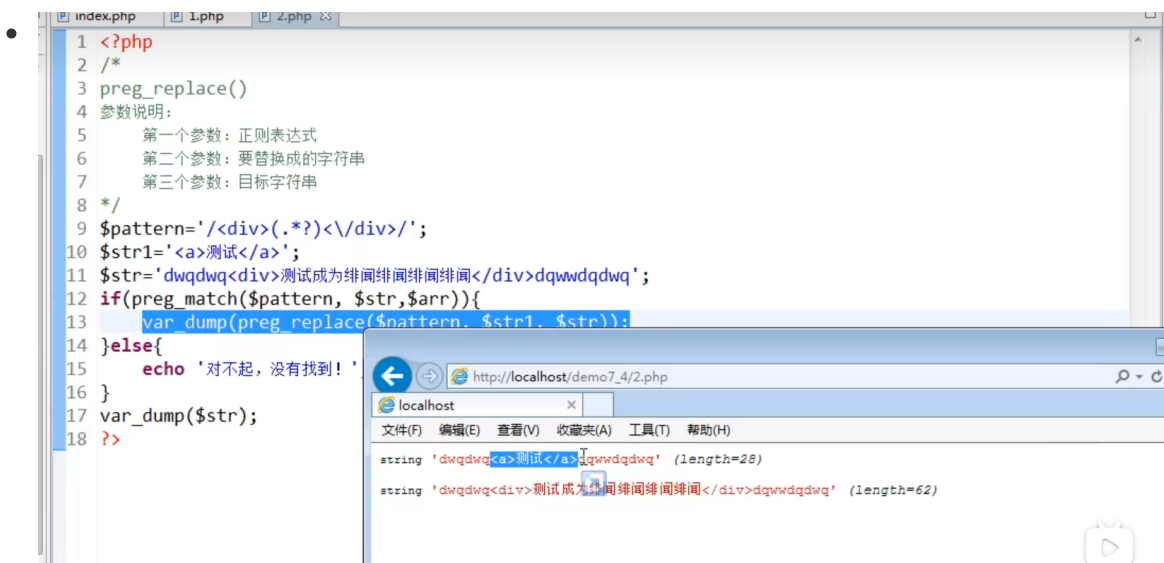 index.php 1.php 2.php
1 <?php
2 /*
3 preg_replace()
4 参数说明：
5 第一个参数：正则表达式
6 第二个参数：要替换成的字符串
7 第三个参数：目标字符串
8 */
9 $pattern='/<div>(.*?)<\/div>/';
10 $str1='<a>测试</a>';
11 $str='dwqdwq<div>测试成为绯闻绯闻绯闻绯闻</div>dqwwdqdwq';
12 if(preg_match($pattern, $str,$arr)){
13 var_dump(preg_replace($pattern, $str1, $str));
14 }else{
15 echo '对不起，没有找到！'
16 }
17 var_dump($str);
18 ?>
http://localhost/demo7_4/2.php
localhost
文件(F) 编辑(E) 查看(V) 收藏夹(A) 工具(T) 帮助(H)
string 'dwqdwq<a>测试</a>dqwwdqdwq' (length=28)
string 'dwqdwq<div>测试成为绯闻绯闻绯闻绯闻</div>dqwwdqdwq' (length=62)